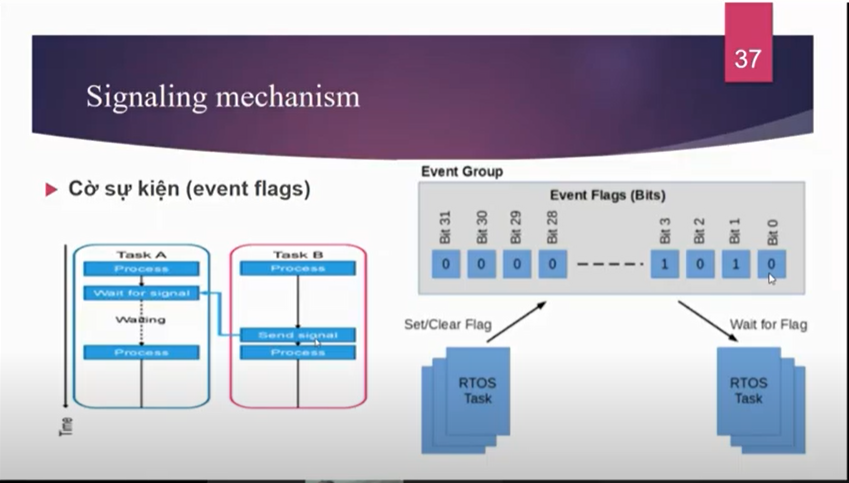 37
Signaling mechanism
Cờ sự kiện (event flags)
Task A
Process
Wait for signal
Waiting
Process
Task B
Process
Send signal
Process
Time
Event Group
Event Flags (Bits)
Bit 31
Bit 30
Bit 29
Bit 28
Bit 3
Bit 2
Bit 1
Bit 0
0 0 0 0 1 0 1 0
Set/Clear Flag
Wait for Flag
RTOS
Task
RTOS
Task